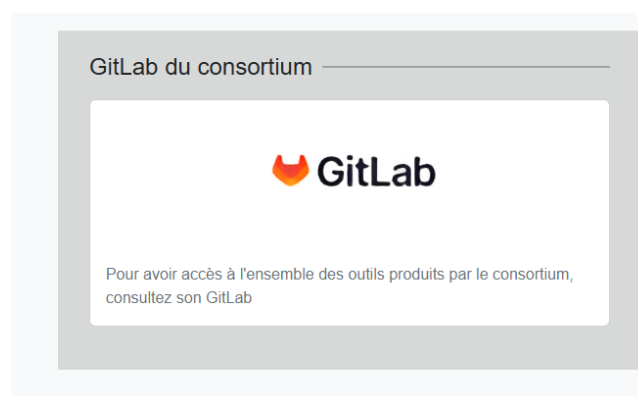 GitLab du consortium
GitLab
Pour avoir accès à l'ensemble des outils produits par le consortium,
consultez son GitLab